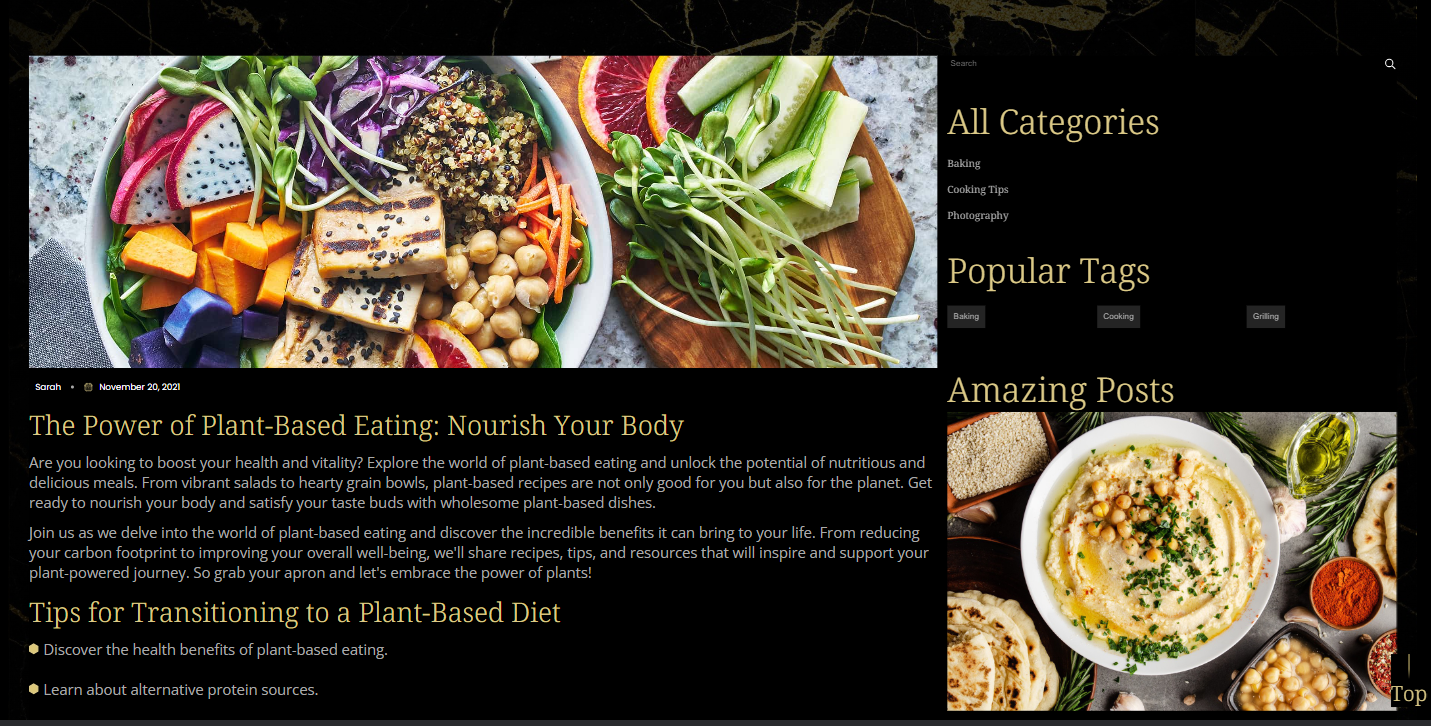 Search
Sarah • November 20, 2021
The Power of Plant-Based Eating: Nourish Your Body
Are you looking to boost your health and vitality? Explore the world of plant-based eating and unlock the potential of nutritious and
delicious meals. From vibrant salads to hearty grain bowls, plant-based recipes are not only good for you but also for the planet. Get
ready to nourish your body and satisfy your taste buds with wholesome plant-based dishes.
Join us as we delve into the world of plant-based eating and discover the incredible benefits it can bring to your life. From reducing
your carbon footprint to improving your overall well-being, we'll share recipes, tips, and resources that will inspire and support your
plant-powered journey. So grab your apron and let's embrace the power of plants!
Tips for Transitioning to a Plant-Based Diet
Discover the health benefits of plant-based eating.
Learn about alternative protein sources.
All Categories
Baking
Cooking Tips
Photography
Popular Tags
Baking Cooking Grilling
Amazing Posts
Top